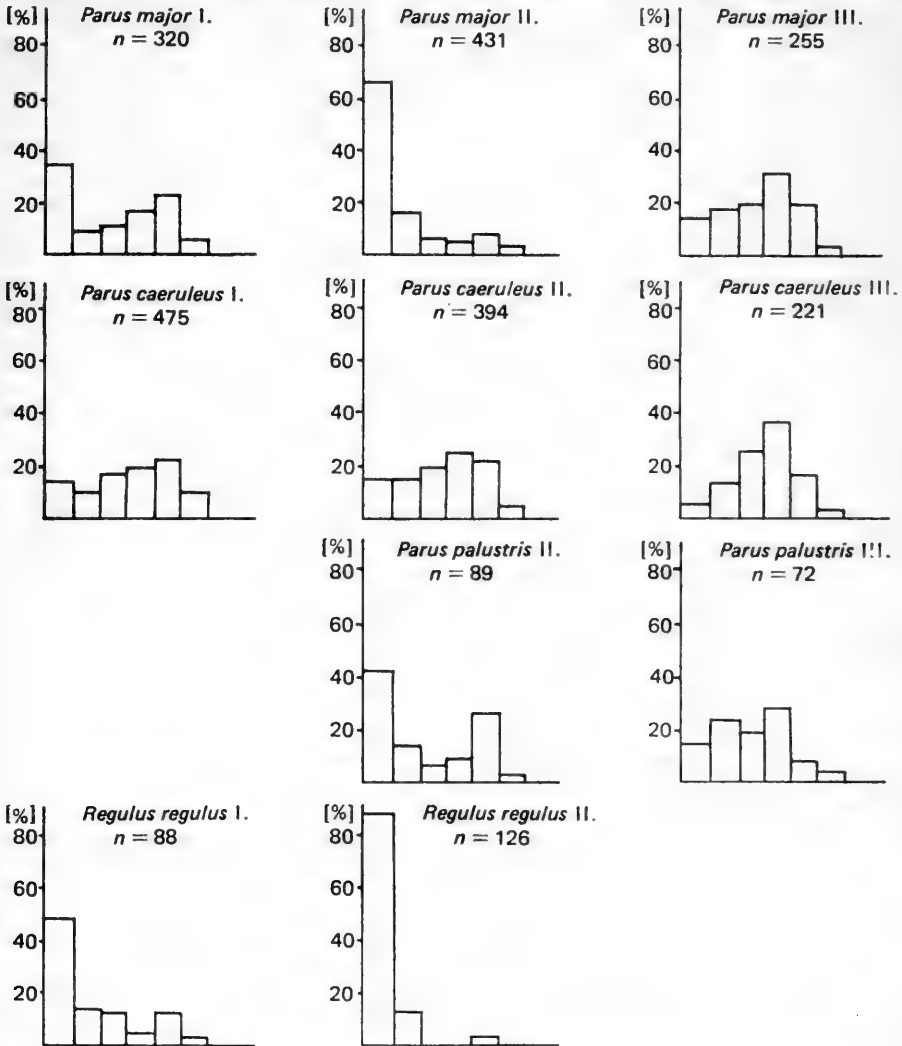 [%] Parus major I.
n = 320
80
60
40
20
[%] Parus major II.
n = 431
80
60
40
20
[%] Parus major III.
n = 255
80
60
40
20
[%] Parus caeruleus I.
n = 475
80
60
40
20
[%] Parus caeruleus II.
n = 394
80
60
40
20
[%] Parus caeruleus III.
n = 221
80
60
40
20
[%] Parus palustris II.
n = 89
80
60
40
20
[%] Parus palustris III.
n = 72
80
60
40
20
[%] Regulus regulus I.
n = 88
80
60
40
20
[%] Regulus regulus II.
n = 126
80
60
40
20